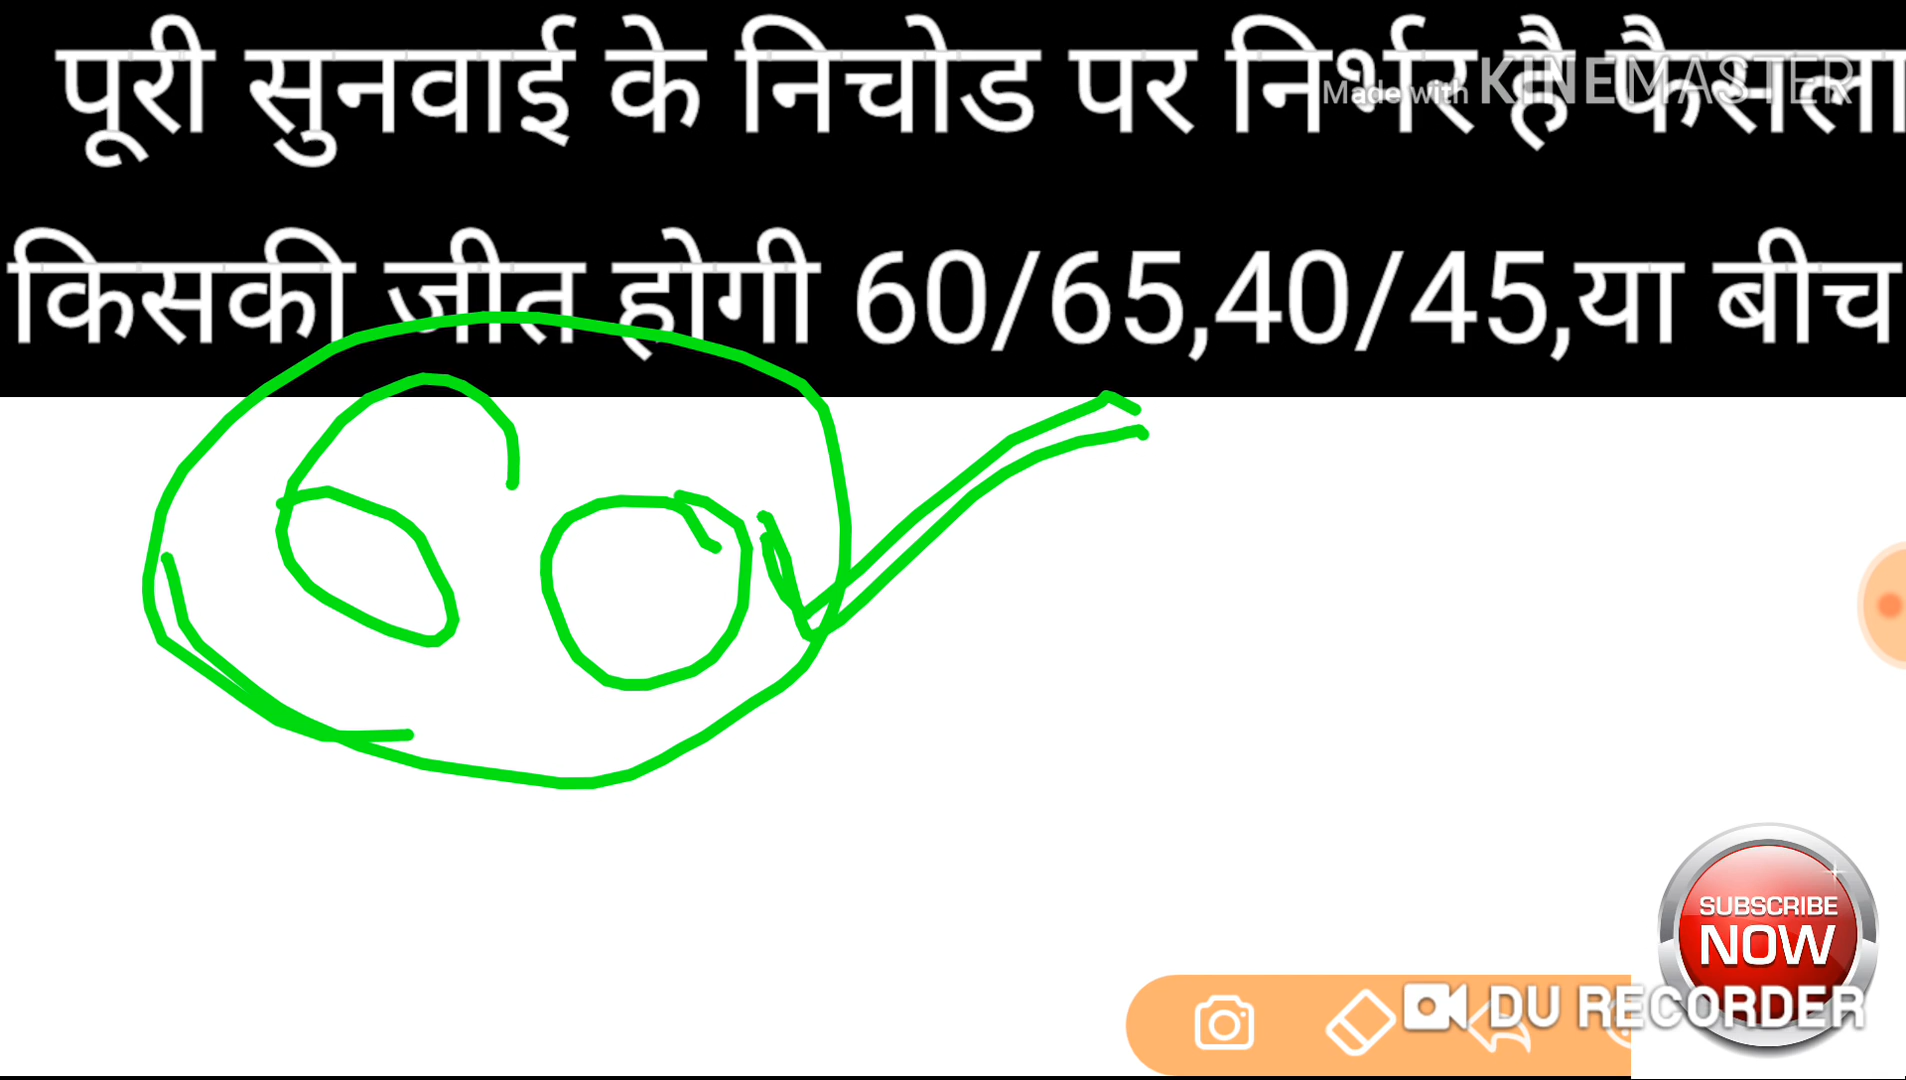 पूरी सुनवाई के निचोड पर निर्भर है फैसला
Made with KINEMASTER
किसकी जीत होगी 60/65,40/45,या बीच
60
SUBSCRIBE
NOW
DU RECORDER